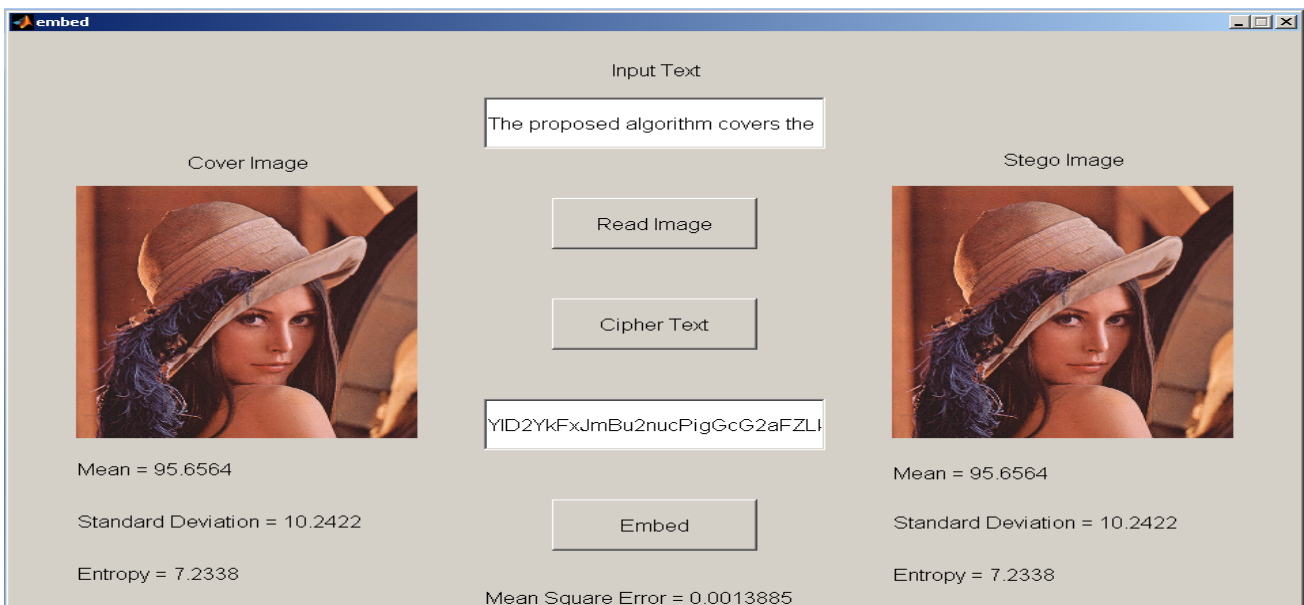 embed
Input Text
The proposed algorithm covers the
Cover Image
Stego Image
Read Image
Cipher Text
YID2YkFxJmBu2nucPigGcG2aFZL
Mean = 95.6564
Mean = 95.6564
Embed
Standard Deviation = 10.2422
Standard Deviation = 10.2422
Entropy = 7.2338
Entropy = 7.2338
Mean Square Error = 0.0013885